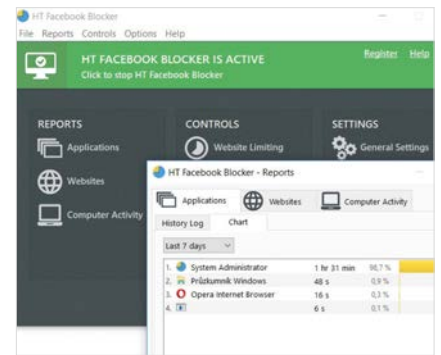 HT Facebook Blocker
File Reports Controls Options Help
HT FACEBOOK BLOCKER IS ACTIVE
Click to stop HT Facebook Blocker
Register Help
REPORTS
Applications
Websites
Computer Activity
CONTROLS
Website Limiting
SETTINGS
General Settings
HT Facebook Blocker - Reports
Applications Websites Computer Activity
History Log Chart
Last 7 days
1. System Administrator 1 hr 31 min 98,7 %
2. Průzkumník Windows 48 s 0,9 %
3. Opera Internet Browser 16 s 0,3 %
4. 6 s 0,1 %